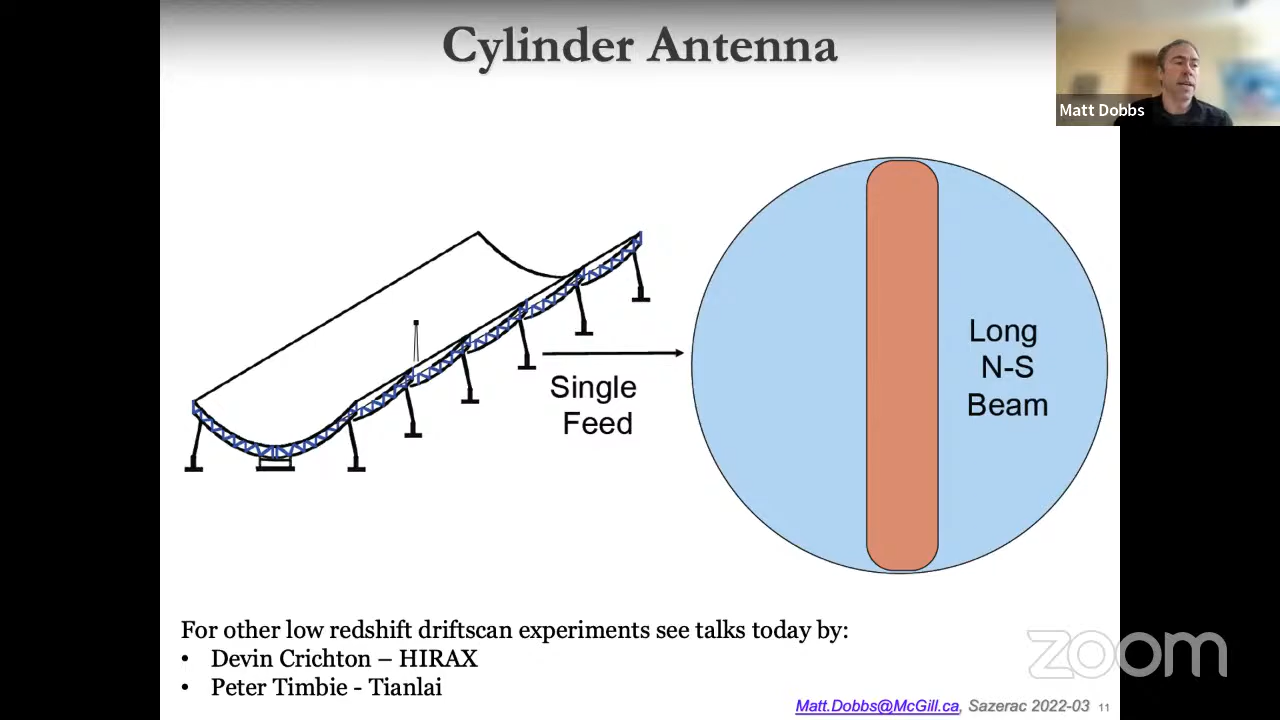 Cylinder Antenna
Matt Dobbs
Single
Feed
Long
N-S
Beam
For other low redshift driftscan experiments see talks today by:
• Devin Crichton – HIRAX
• Peter Timbie - Tianlai
zoom
Matt.Dobbs@McGill.ca, Sazerac 2022-03 11